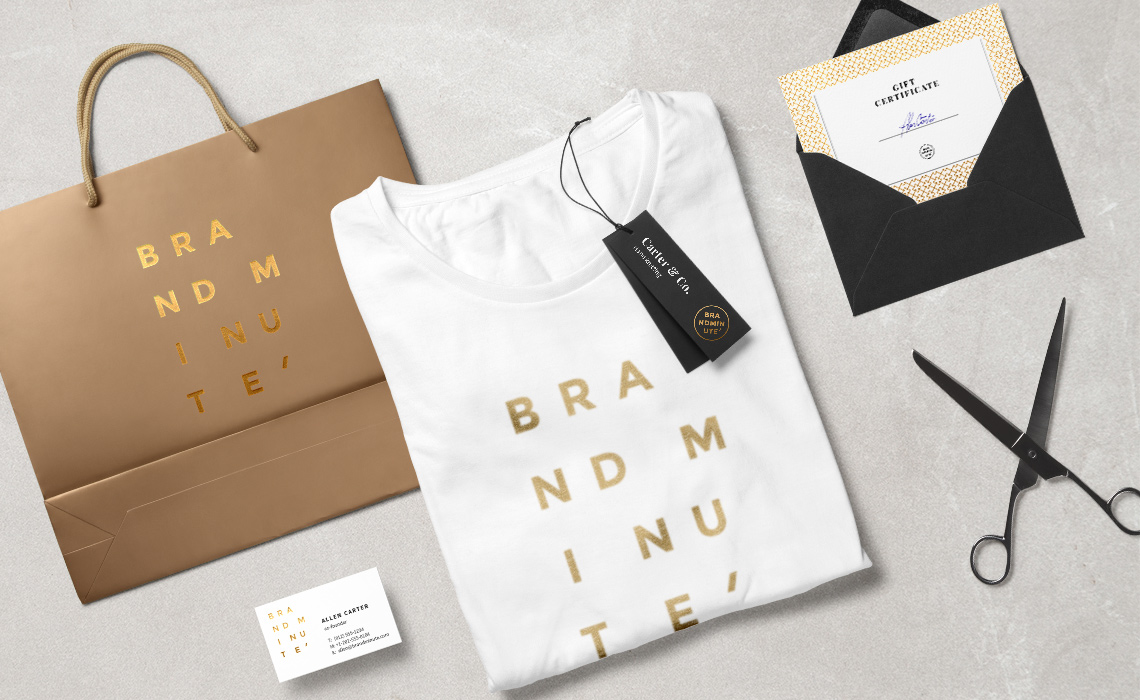 BRA
ND M
I NU
TE´
BRA
ND M
I NU
TE´
Carter & Co.
BRA
NDMIN
UTE´
GIFT
CERTIFICATE
BRA
ND M
I NU
TE´
ALLEN CARTER
co-founder